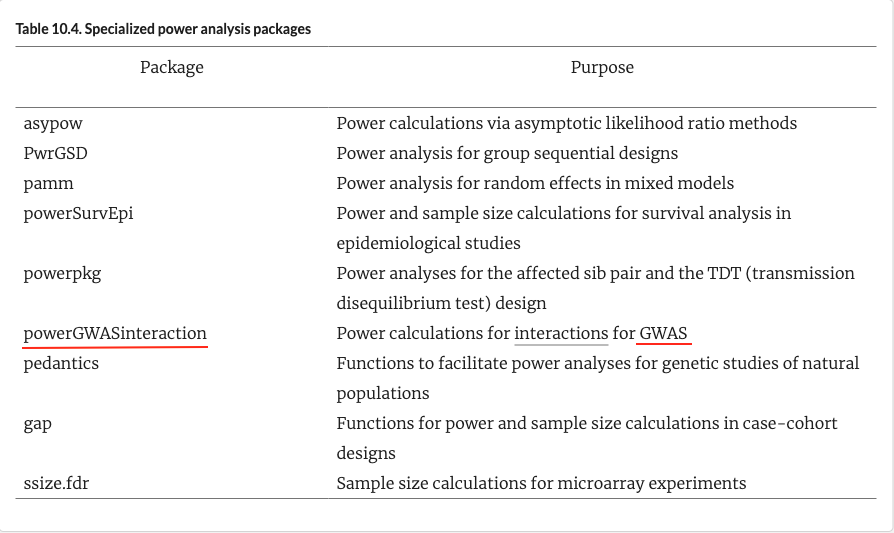 Table 10.4. Specialized power analysis packages
Package Purpose
asypow Power calculations via asymptotic likelihood ratio methods
PwrGSD Power analysis for group sequential designs
pamm Power analysis for random effects in mixed models
powerSurvEpi Power and sample size calculations for survival analysis in
epidemiological studies
powerpkg Power analyses for the affected sib pair and the TDT (transmission
disequilibrium test) design
powerGWASinteraction Power calculations for interactions for GWAS
pedantics Functions to facilitate power analyses for genetic studies of natural
populations
gap Functions for power and sample size calculations in case-cohort
designs
ssize.fdr Sample size calculations for microarray experiments